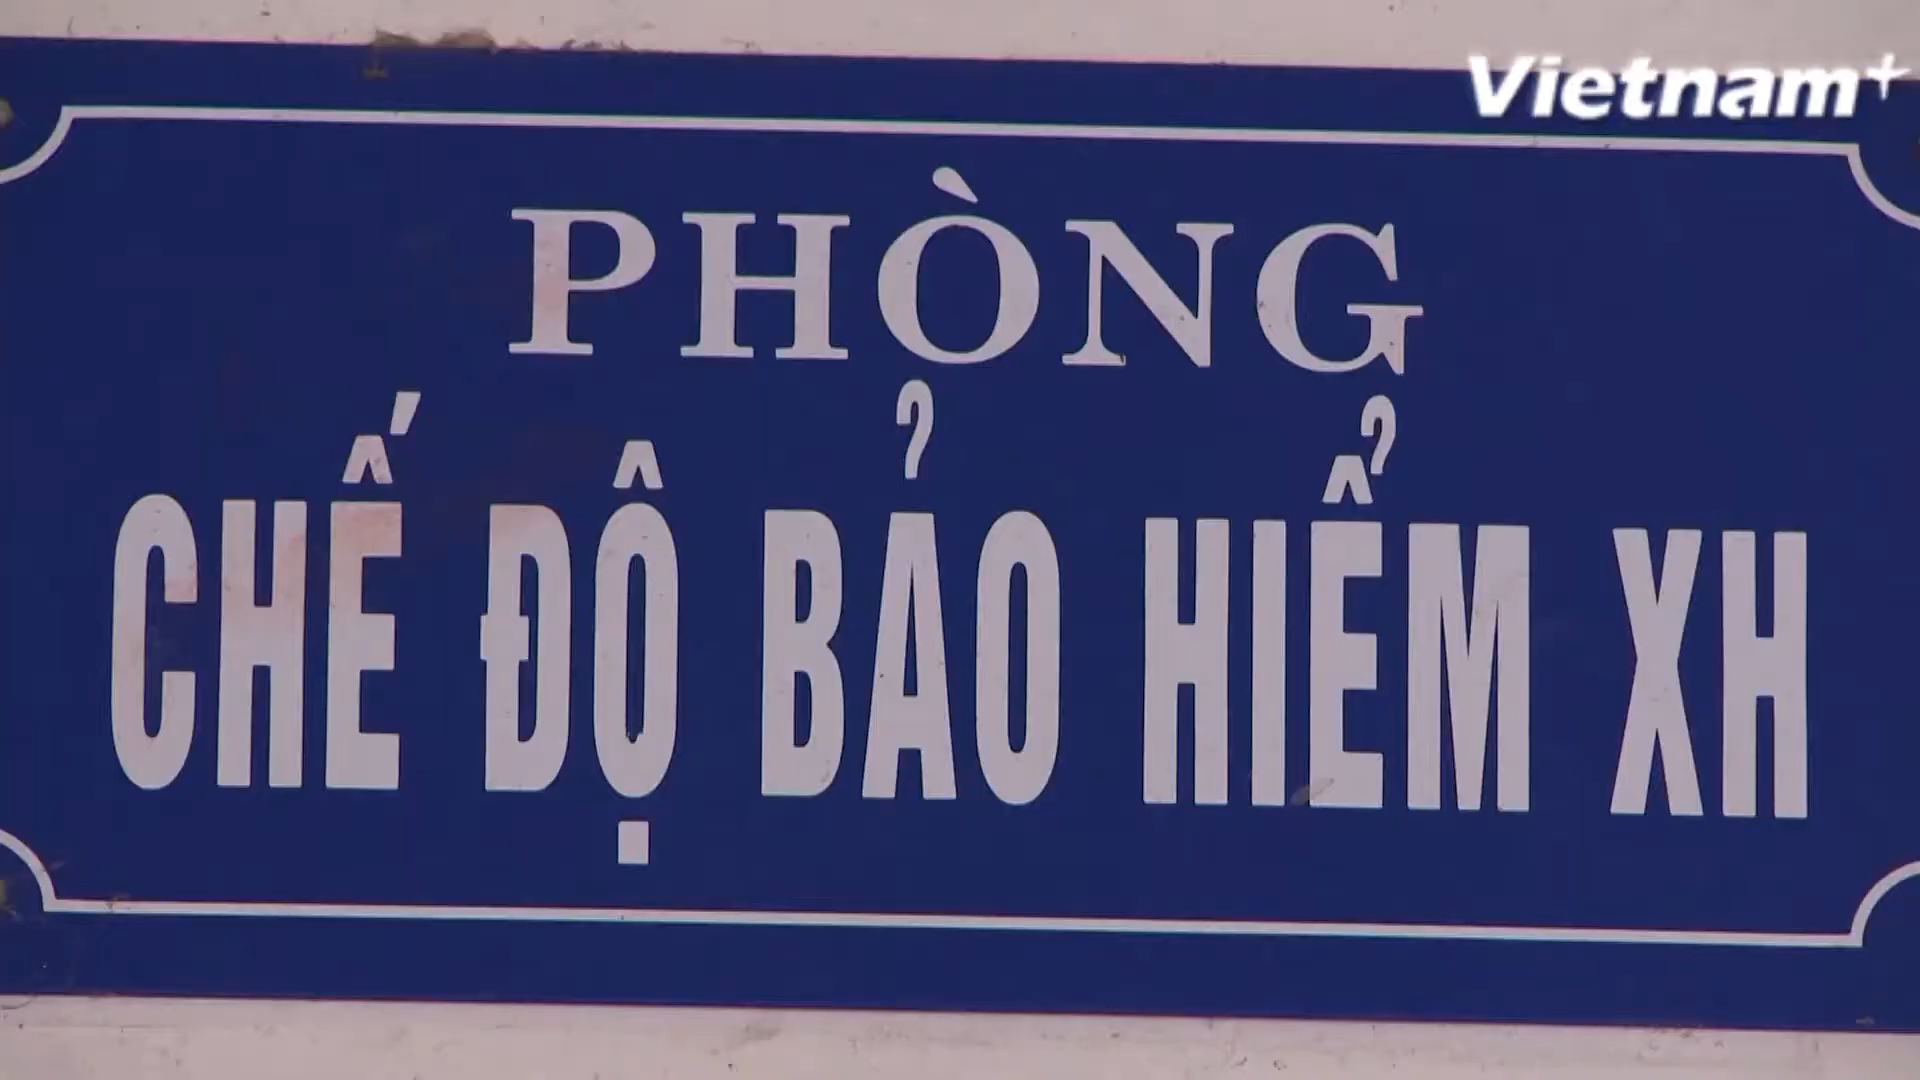 Vietnam+
PHÒNG
CHẾ ĐỘ BẢO HIỂM XH